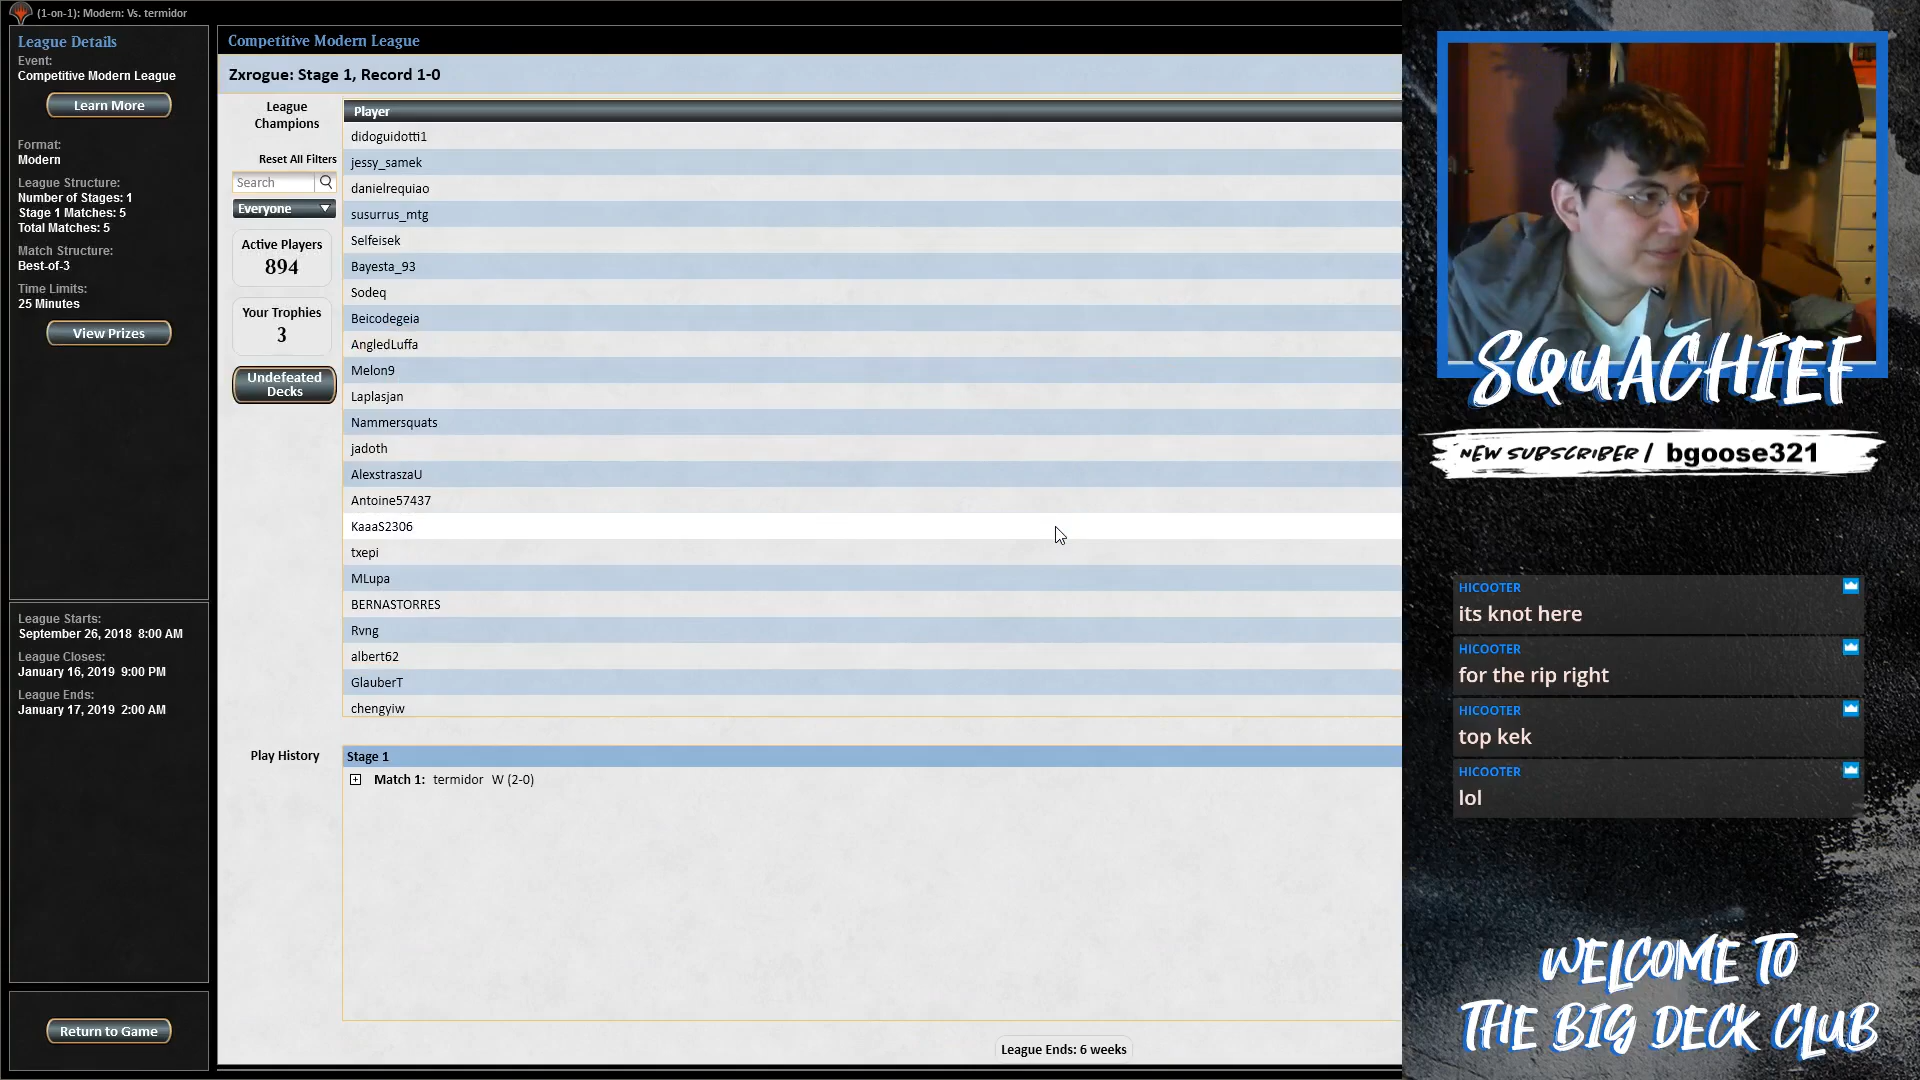 (1-on-1): Modern: Vs. termidor
League Details
Event:
Competitive Modern League
Learn More
Format:
Modern
League Structure:
Number of Stages: 1
Stage 1 Matches: 5
Total Matches: 5
Match Structure:
Best-of-3
Time Limits:
25 Minutes
View Prizes
League Starts:
September 26, 2018 8:00 AM
League Closes:
January 16, 2019 9:00 PM
League Ends:
January 17, 2019 2:00 AM
Return to Game
Competitive Modern League
Zxrogue: Stage 1, Record 1-0
League
Champions
Reset All Filters
Search
Everyone
Active Players
894
Your Trophies
3
Undefeated
Decks
Player
didoguidotti1
jessy_samek
danielrequiao
susurrus_mtg
Selfeisek
Bayesta_93
Sodeq
Beicodegeia
AngledLuffa
Melon9
Laplasjan
Nammersquats
jadoth
AlexstraszaU
Antoine57437
KaaaS2306
txepi
MLupa
BERNASTORRES
Rvng
albert62
GlauberT
chengyiw
Play History
Stage 1
Match 1: termidor W (2-0)
League Ends: 6 weeks
SQUACHIEF
NEW SUBSCRIBER / bgoose321
HICOOTER
its knot here
HICOOTER
for the rip right
HICOOTER
top kek
HICOOTER
lol
WELCOME TO
THE BIG DECK CLUB